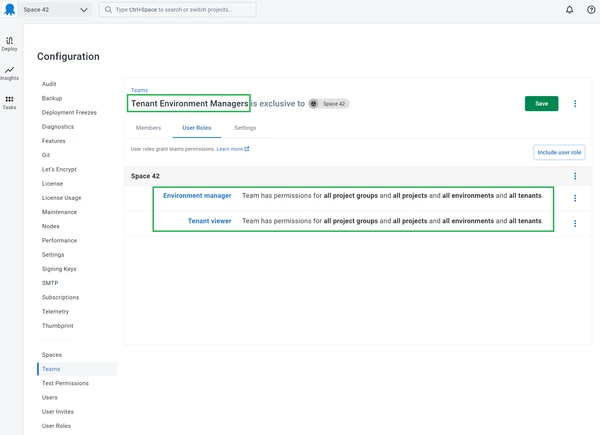 Space 42
Type Ctrl+Space to search or switch projects...
Deploy
Insights
Tasks
Configuration
Audit
Backup
Deployment Freezes
Diagnostics
Features
Git
Let's Encrypt
License
License Usage
Maintenance
Nodes
Performance
Settings
Signing Keys
SMTP
Subscriptions
Telemetry
Thumbprint
Spaces
Teams
Test Permissions
Users
User Invites
User Roles
Teams
Tenant Environment Managers is exclusive to Space 42
Save
Members User Roles Settings
User roles grant teams permissions. Learn more
Include user role
Space 42
Environment manager Team has permissions for all project groups and all projects and all environments and all tenants.
Tenant viewer Team has permissions for all project groups and all projects and all environments and all tenants.